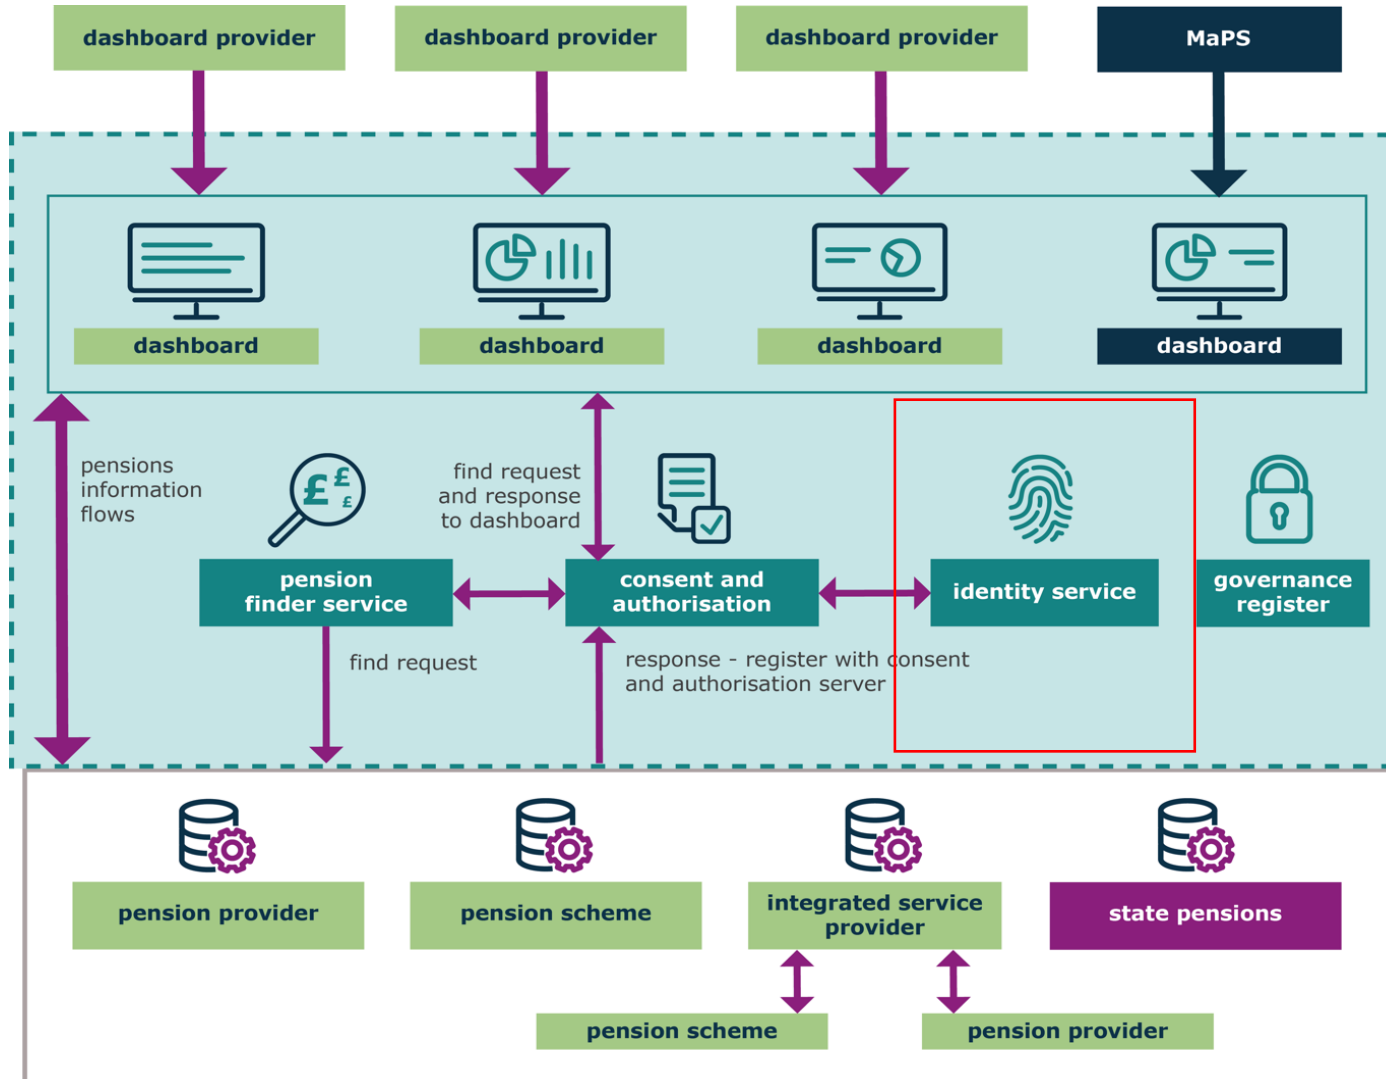 dashboard provider
dashboard provider
dashboard provider
MaPS
dashboard
dashboard
dashboard
dashboard
pensions
information
flows
££££
find request
and response
to dashboard
pension
finder service
consent and
authorisation
identity service
governance
register
find request
response - register with consent
and authorisation server
pension provider
pension scheme
integrated service
provider
state pensions
pension scheme
pension provider